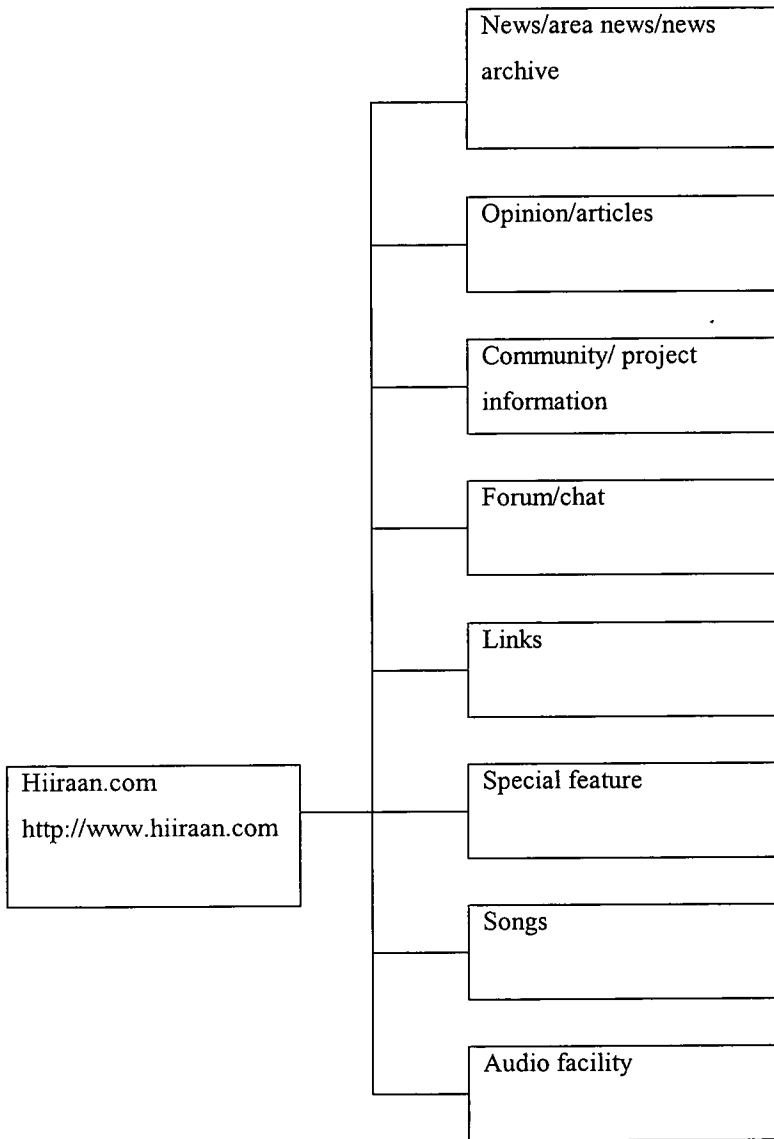 News/area news/news
archive
Opinion/articles
Community/ project
information
Forum/chat
Links
Hiiraan.com
http://www.hiiraan.com
Special feature
Songs
Audio facility